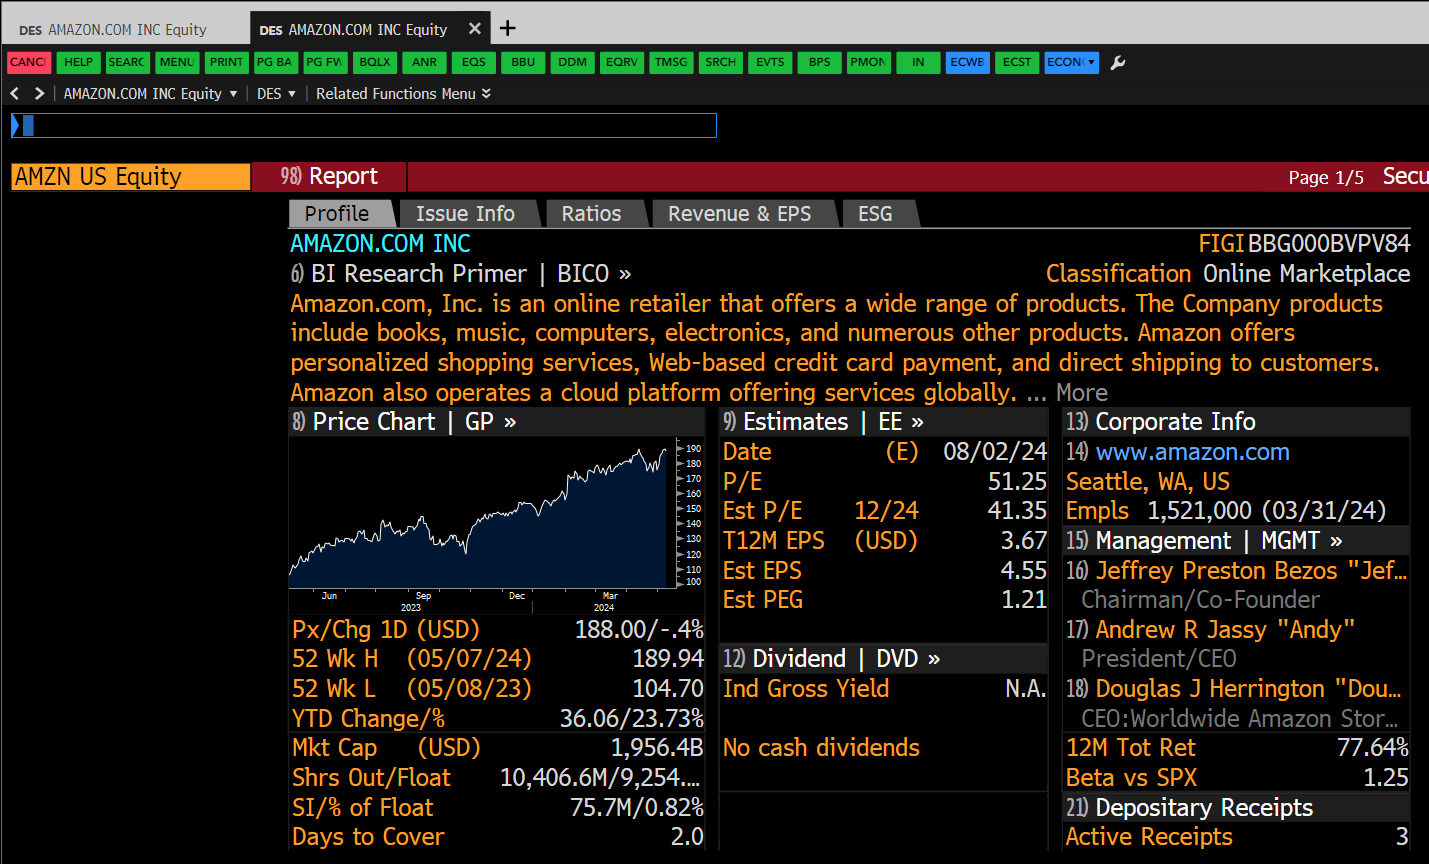 DES AMAZON.COM INC Equity
DES AMAZON.COM INC Equity ✕ +
CANCL HELP SEARC MENU PRINT PG BA PG FW BQLX ANR EQS BBU DDM EQRV TMSG SRCH EVTS BPS PMON IN ECWB ECST ECON
< > AMAZON.COM INC Equity ▾ DES ▾ Related Functions Menu
AMZN US Equity 98) Report Page 1/5 Secu
Profile Issue Info Ratios Revenue & EPS ESG
AMAZON.COM INC FIGI BBG000BVPV84
6) BI Research Primer | BICO » Classification Online Marketplace
Amazon.com, Inc. is an online retailer that offers a wide range of products. The Company products
include books, music, computers, electronics, and numerous other products. Amazon offers
personalized shopping services, Web-based credit card payment, and direct shipping to customers.
Amazon also operates a cloud platform offering services globally. ... More
8) Price Chart | GP »
190
180
170
160
150
140
130
120
110
100
Jun Sep Dec Mar
2023 2024
Px/Chg 1D (USD) 188.00/-.4%
52 Wk H (05/07/24) 189.94
52 Wk L (05/08/23) 104.70
YTD Change/% 36.06/23.73%
Mkt Cap (USD) 1,956.4B
Shrs Out/Float 10,406.6M/9,254....
SI/% of Float 75.7M/0.82%
Days to Cover 2.0
9) Estimates | EE »
Date (E) 08/02/24
P/E 51.25
Est P/E 12/24 41.35
T12M EPS (USD) 3.67
Est EPS 4.55
Est PEG 1.21
12) Dividend | DVD »
Ind Gross Yield N.A.
No cash dividends
13) Corporate Info
14) www.amazon.com
Seattle, WA, US
Empls 1,521,000 (03/31/24)
15) Management | MGMT »
16) Jeffrey Preston Bezos "Jef...
Chairman/Co-Founder
17) Andrew R Jassy "Andy"
President/CEO
18) Douglas J Herrington "Dou...
CEO:Worldwide Amazon Stor...
12M Tot Ret 77.64%
Beta vs SPX 1.25
21) Depositary Receipts
Active Receipts 3